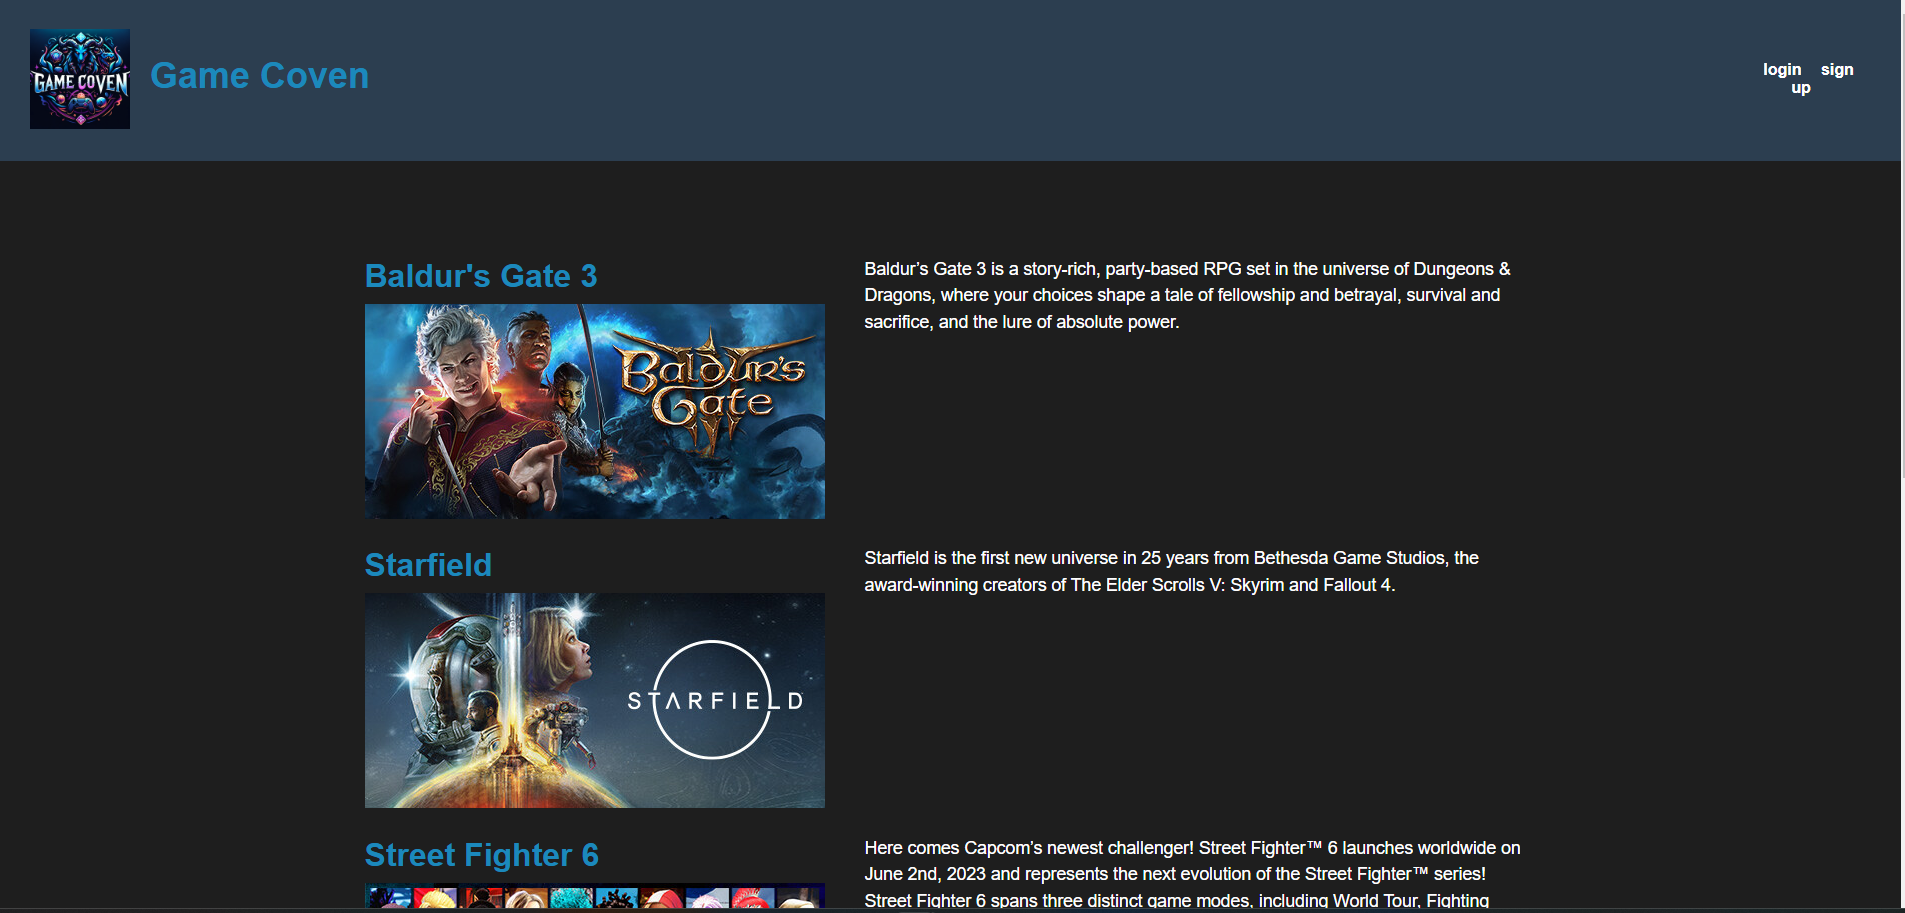 GAME COVEN
Game Coven
login sign
up
Baldur's Gate 3
Baldur’s Gate 3 is a story-rich, party-based RPG set in the universe of Dungeons &
Dragons, where your choices shape a tale of fellowship and betrayal, survival and
sacrifice, and the lure of absolute power.
BALDUR'S
GATE
III
Starfield
Starfield is the first new universe in 25 years from Bethesda Game Studios, the
award-winning creators of The Elder Scrolls V: Skyrim and Fallout 4.
STARFIELD
Street Fighter 6
Here comes Capcom’s newest challenger! Street Fighter™ 6 launches worldwide on
June 2nd, 2023 and represents the next evolution of the Street Fighter™ series!
Street Fighter 6 spans three distinct game modes, including World Tour, Fighting